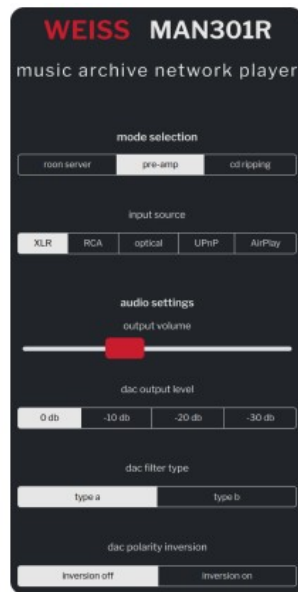 WEISS MAN301R
music archive network player
mode selection
roon server pre-amp cd ripping
input source
XLR RCA optical UPnP AirPlay
audio settings
output volume
dac output level
0 db -10 db -20 db -30 db
dac filter type
type a type b
dac polarity inversion
inversion off inversion on